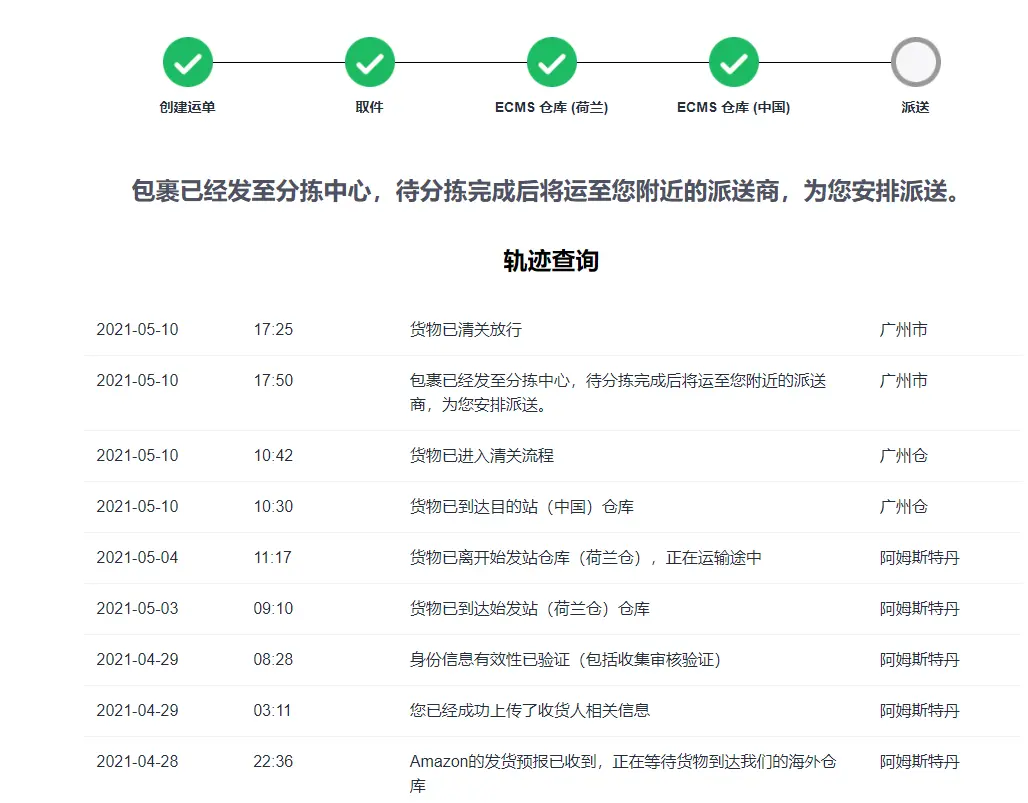 创建运单 取件 ECMS 仓库 (荷兰) ECMS 仓库 (中国) 派送
包裹已经发至分拣中心，待分拣完成后将运至您附近的派送商，为您安排派送。
轨迹查询
2021-05-10 17:25 货物已清关放行 广州市
2021-05-10 17:50 包裹已经发至分拣中心，待分拣完成后将运至您附近的派送 广州市
商，为您安排派送。
2021-05-10 10:42 货物已进入清关流程 广州仓
2021-05-10 10:30 货物已到达目的站（中国）仓库 广州仓
2021-05-04 11:17 货物已离开始发站仓库（荷兰仓），正在运输途中 阿姆斯特丹
2021-05-03 09:10 货物已到达始发站（荷兰仓）仓库 阿姆斯特丹
2021-04-29 08:28 身份信息有效性已验证（包括收集审核验证） 阿姆斯特丹
2021-04-29 03:11 您已经成功上传了收货人相关信息 阿姆斯特丹
2021-04-28 22:36 Amazon的发货预报已收到，正在等待货物到达我们的海外仓 阿姆斯特丹
库